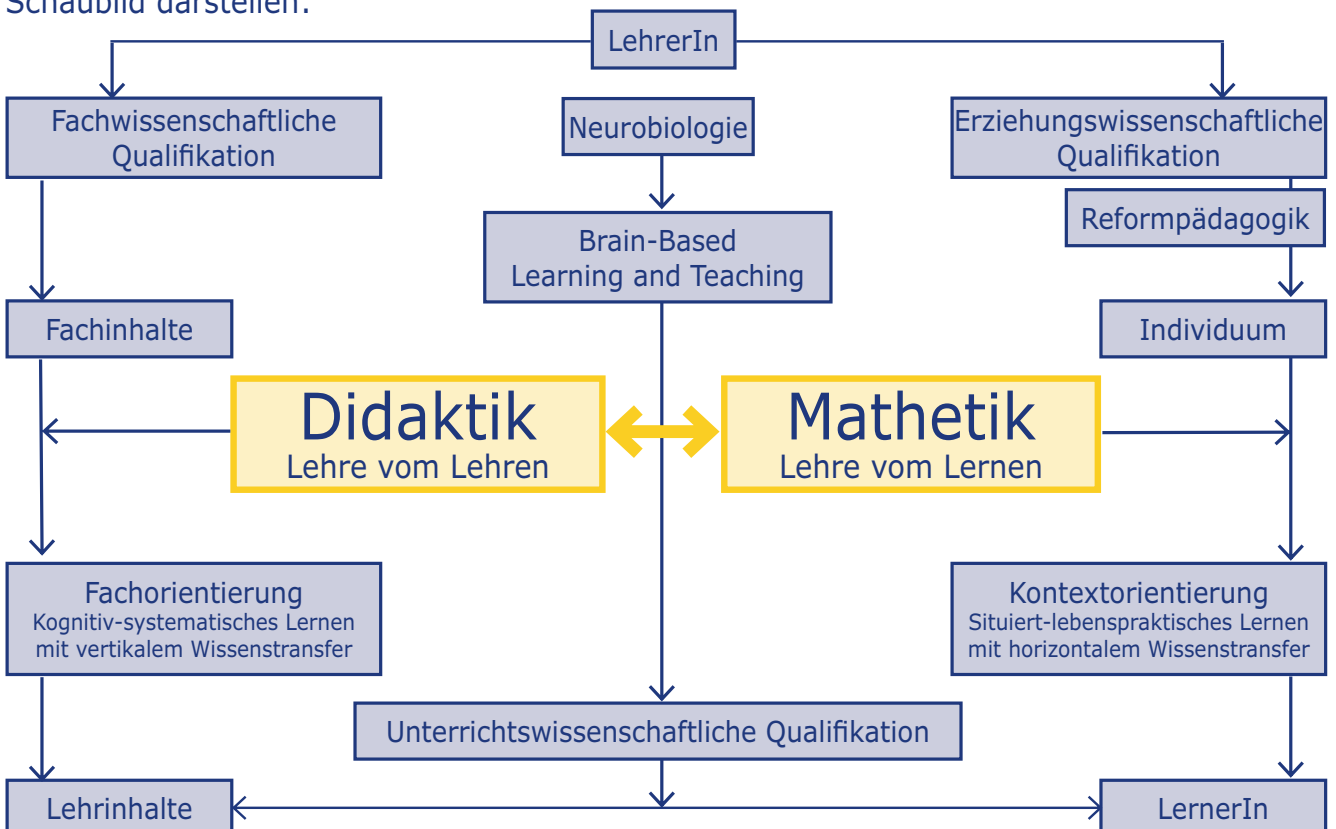 Schaubild darstellen:
LehrerIn
Fachwissenschaftliche
Qualifikation
Neurobiologie
Erziehungswissenschaftliche
Qualifikation
Reformpädagogik
Brain-Based
Learning and Teaching
Fachinhalte
Individuum
Didaktik
Lehre vom Lehren
Mathetik
Lehre vom Lernen
Fachorientierung
Kognitiv-systematisches Lernen
mit vertikalem Wissenstransfer
Kontextorientierung
Situiert-lebenspraktisches Lernen
mit horizontalem Wissenstransfer
Unterrichtswissenschaftliche Qualifikation
Lehrinhalte
LernerIn